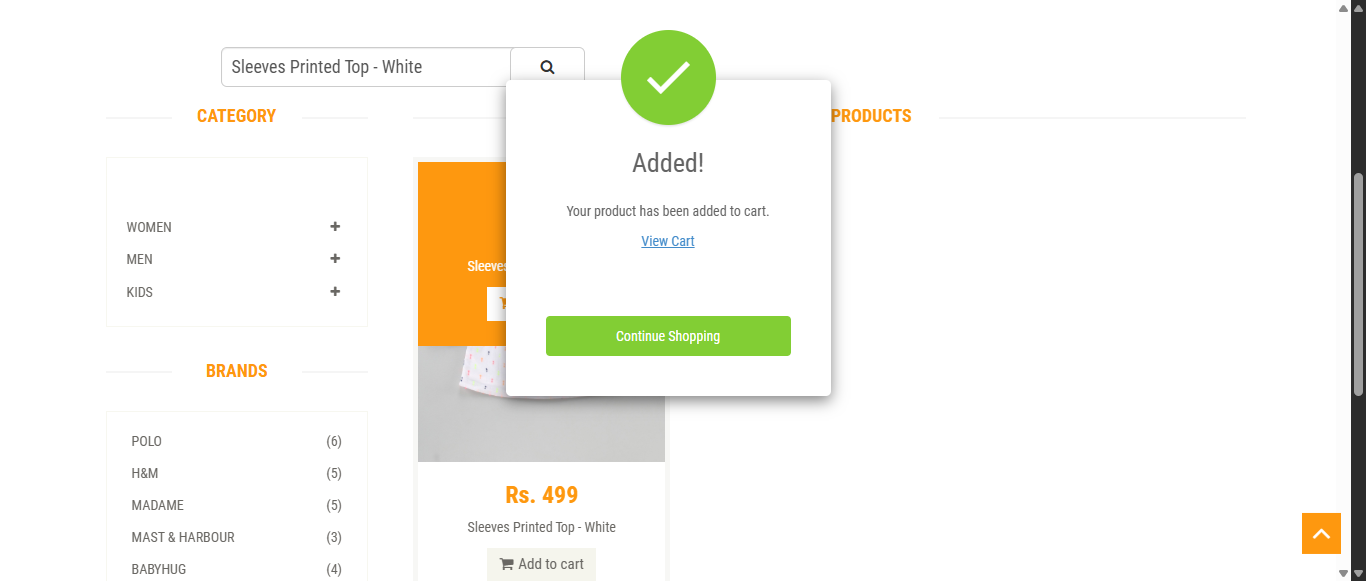 Sleeves Printed Top - White
CATEGORY
WOMEN
MEN
KIDS
BRANDS
POLO (6)
H&M (5)
MADAME (5)
MAST & HARBOUR (3)
BABYHUG (4)
PRODUCTS
Sleeves
Added!
Your product has been added to cart.
View Cart
Continue Shopping
Rs. 499
Sleeves Printed Top - White
Add to cart